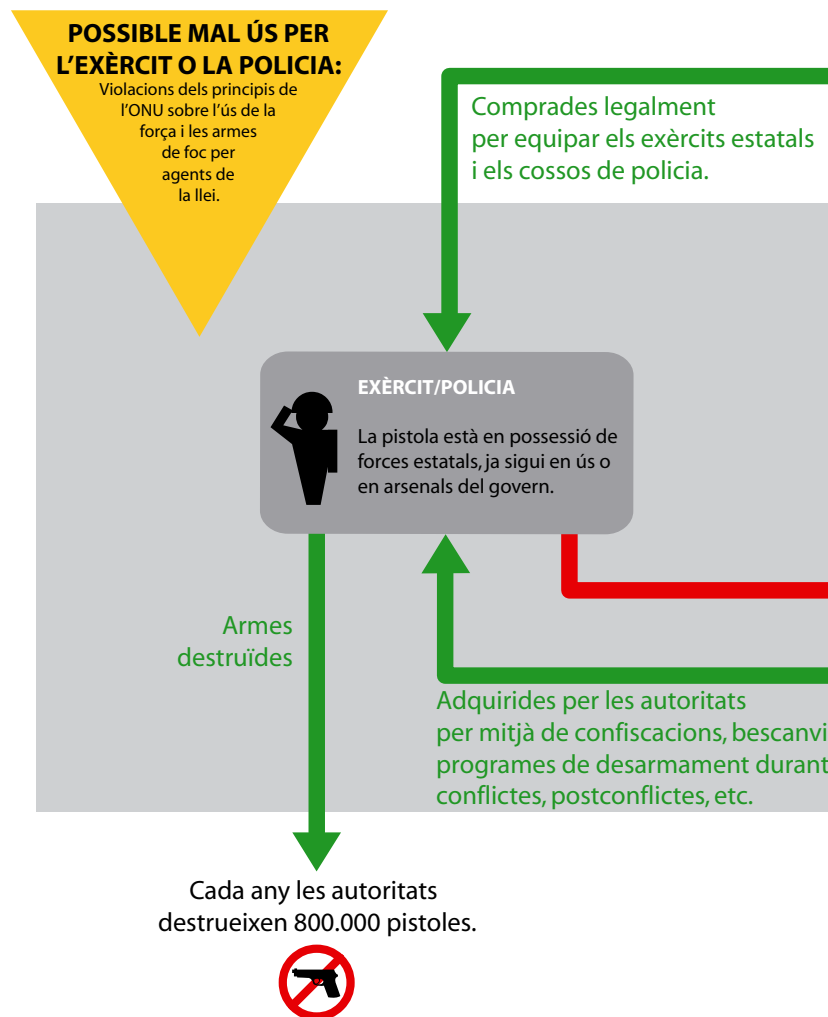 POSSIBLE MAL ÚS PER
L’EXÈRCIT O LA POLICIA:
Violacions dels principis de
l’ONU sobre l’ús de la
força i les armes
de foc per
agents de
la llei.
Comprades legalment
per equipar els exèrcits estatals
i els cossos de policia.
EXÈRCIT/POLICIA
La pistola està en possessió de
forces estatals, ja sigui en ús o
en arsenals del govern.
Armes
destruïdes
Adquirides per les autoritats
per mitjà de confiscacions, bescanvi
programes de desarmament durant
conflictes, postconflictes, etc.
Cada any les autoritats
destrueixen 800.000 pistoles.